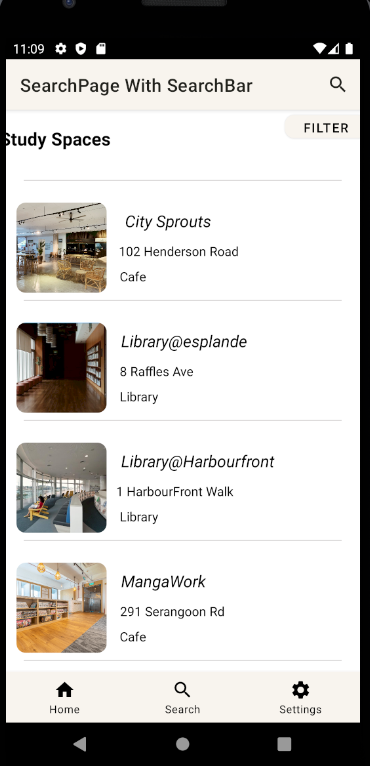 11:09
SearchPage With SearchBar
FILTER
Study Spaces
City Sprouts
102 Henderson Road
Cafe
Library@esplande
8 Raffles Ave
Library
Library@Harbourfront
1 HarbourFront Walk
Library
MangaWork
291 Serangoon Rd
Cafe
Home Search Settings